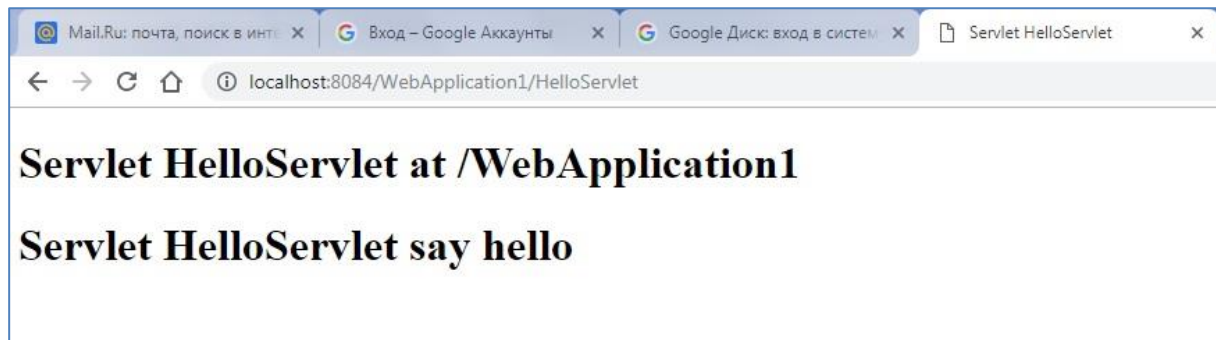 Mail.Ru: почта, поиск в инте
Вход – Google Аккаунты
Google Диск: вход в систем
Servlet HelloServlet
localhost:8084/WebApplication1/HelloServlet
Servlet HelloServlet at /WebApplication1
Servlet HelloServlet say hello